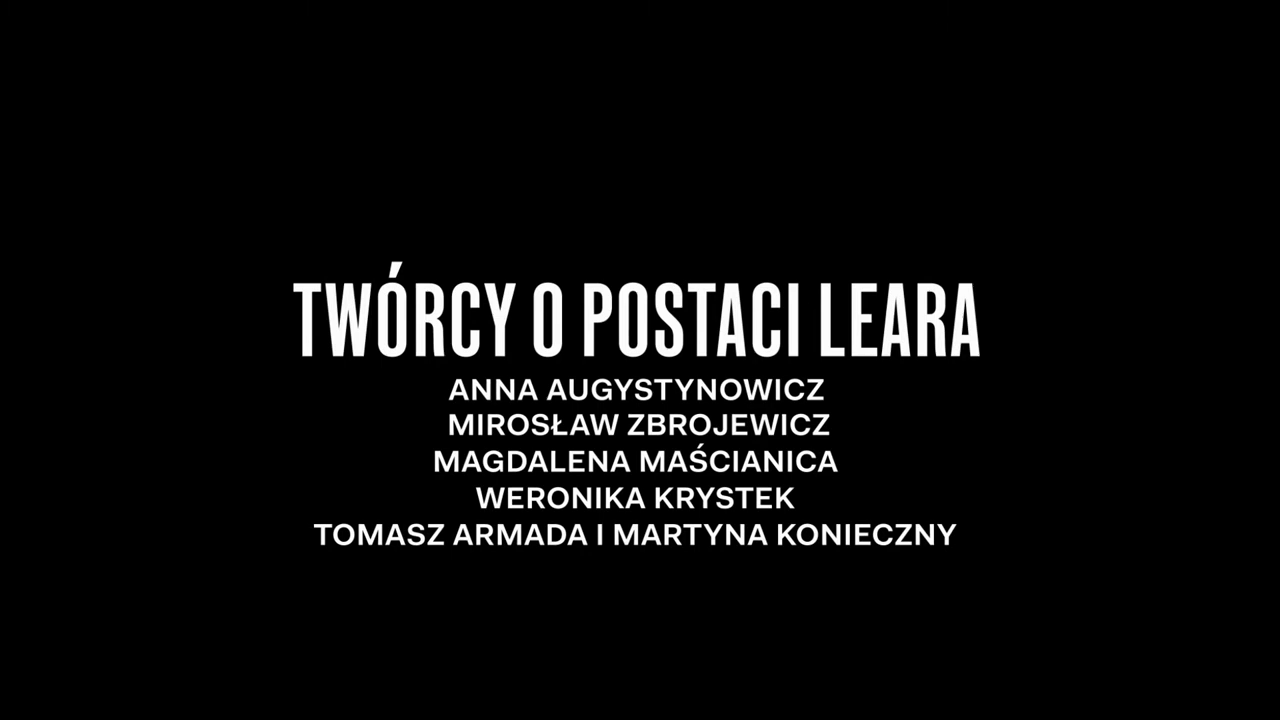 TWÓRCY O POSTACI LEARA
ANNA AUGYSTYNOWICZ
MIROSŁAW ZBROJEWICZ
MAGDALENA MAŚCIANICA
WERONIKA KRYSTEK
TOMASZ ARMADA I MARTYNA KONIECZNY